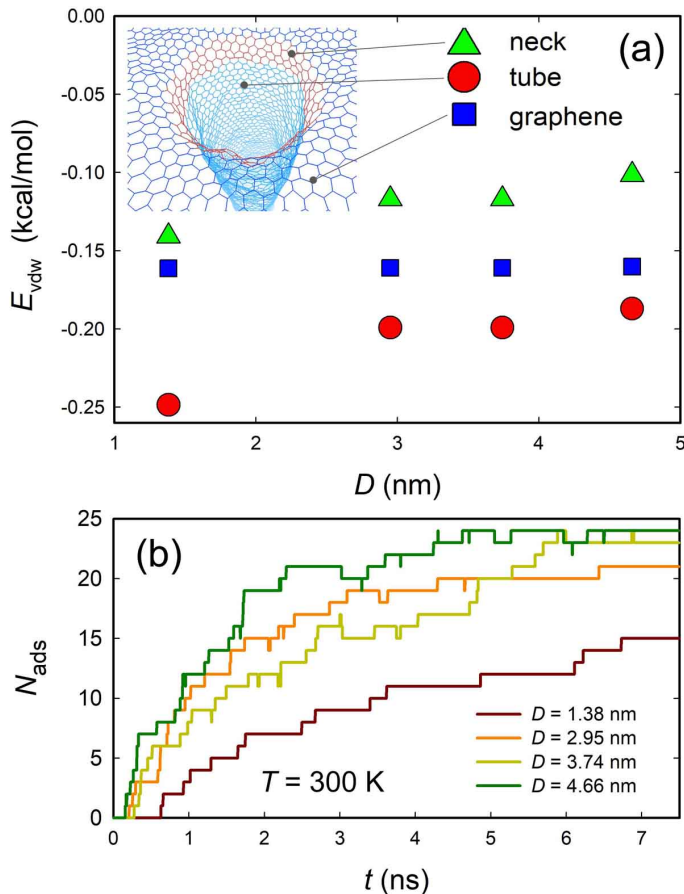 0.00
-0.05
-0.10
-0.15
-0.20
-0.25
E_vdw (kcal/mol)
(a)
neck
tube
graphene
1 2 3 4 5
D (nm)
25
20
15
10
5
0
N_ads
(b)
T = 300 K
D = 1.38 nm
D = 2.95 nm
D = 3.74 nm
D = 4.66 nm
0 1 2 3 4 5 6 7
t (ns)